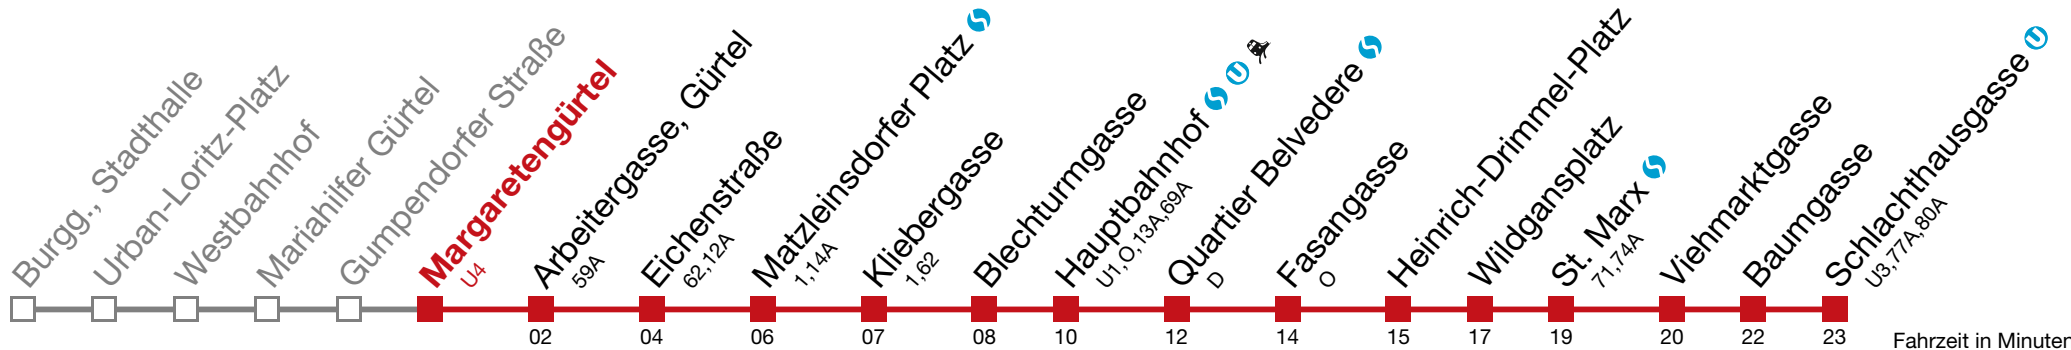 Burgg., Stadthalle
Urban-Loritz-Platz
Westbahnhof
Mariahilfer Gürtel
Gumpendorfer Straße
Margaretengürtel
U4
Arbeitergasse, Gürtel
59A
Eichenstraße
62,12A
Matzleinsdorfer Platz
1,14A
Kliebergasse
1,62
Blechturmgasse
Hauptbahnhof
U1,O,13A,69A
Quartier Belvedere
D
Fasangasse
O
Heinrich-Drimmel-Platz
Wildgansplatz
St. Marx
71,74A
Viehmarktgasse
Baumgasse
Schlachthausgasse U
U3,77A,80A
02 04 06 07 08 10 12 14 15 17 19 20 22 23 Fahrzeit in Minuten